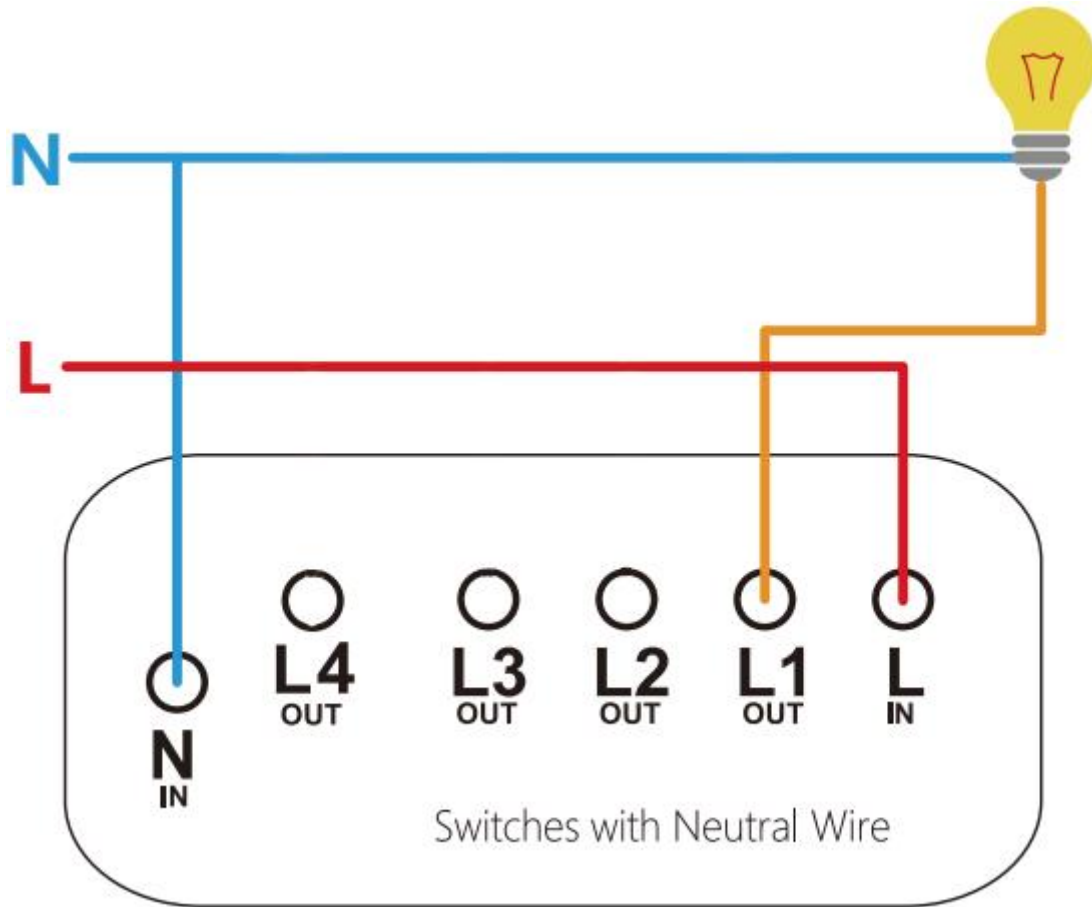 N
L
L4 L3 L2 L1 L
OUT OUT OUT OUT IN
N
IN
Switches with Neutral Wire